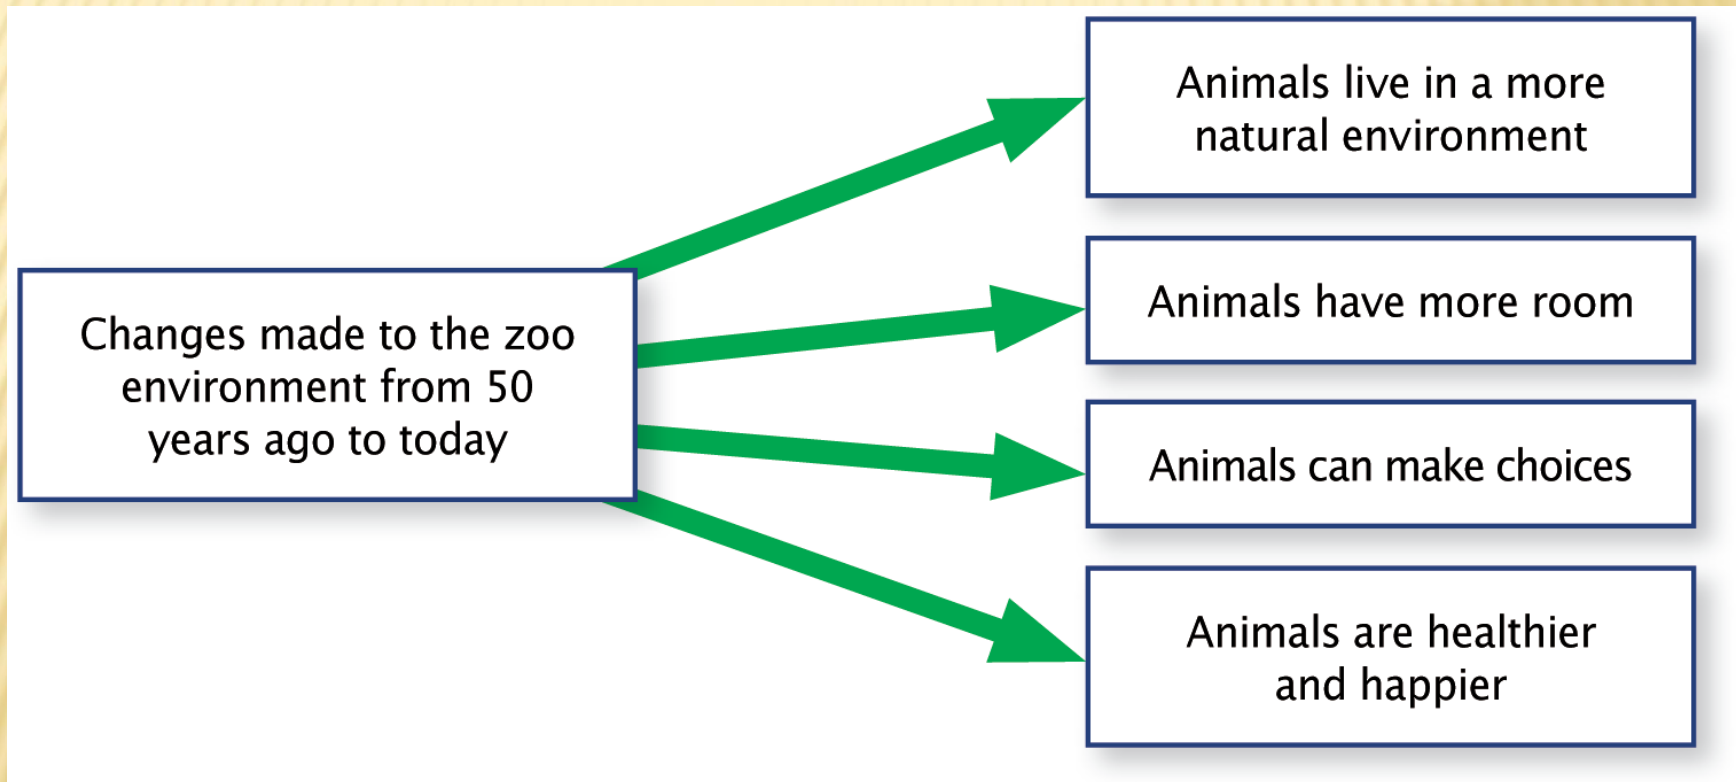 Changes made to the zoo
environment from 50
years ago to today
Animals live in a more
natural environment
Animals have more room
Animals can make choices
Animals are healthier
and happier